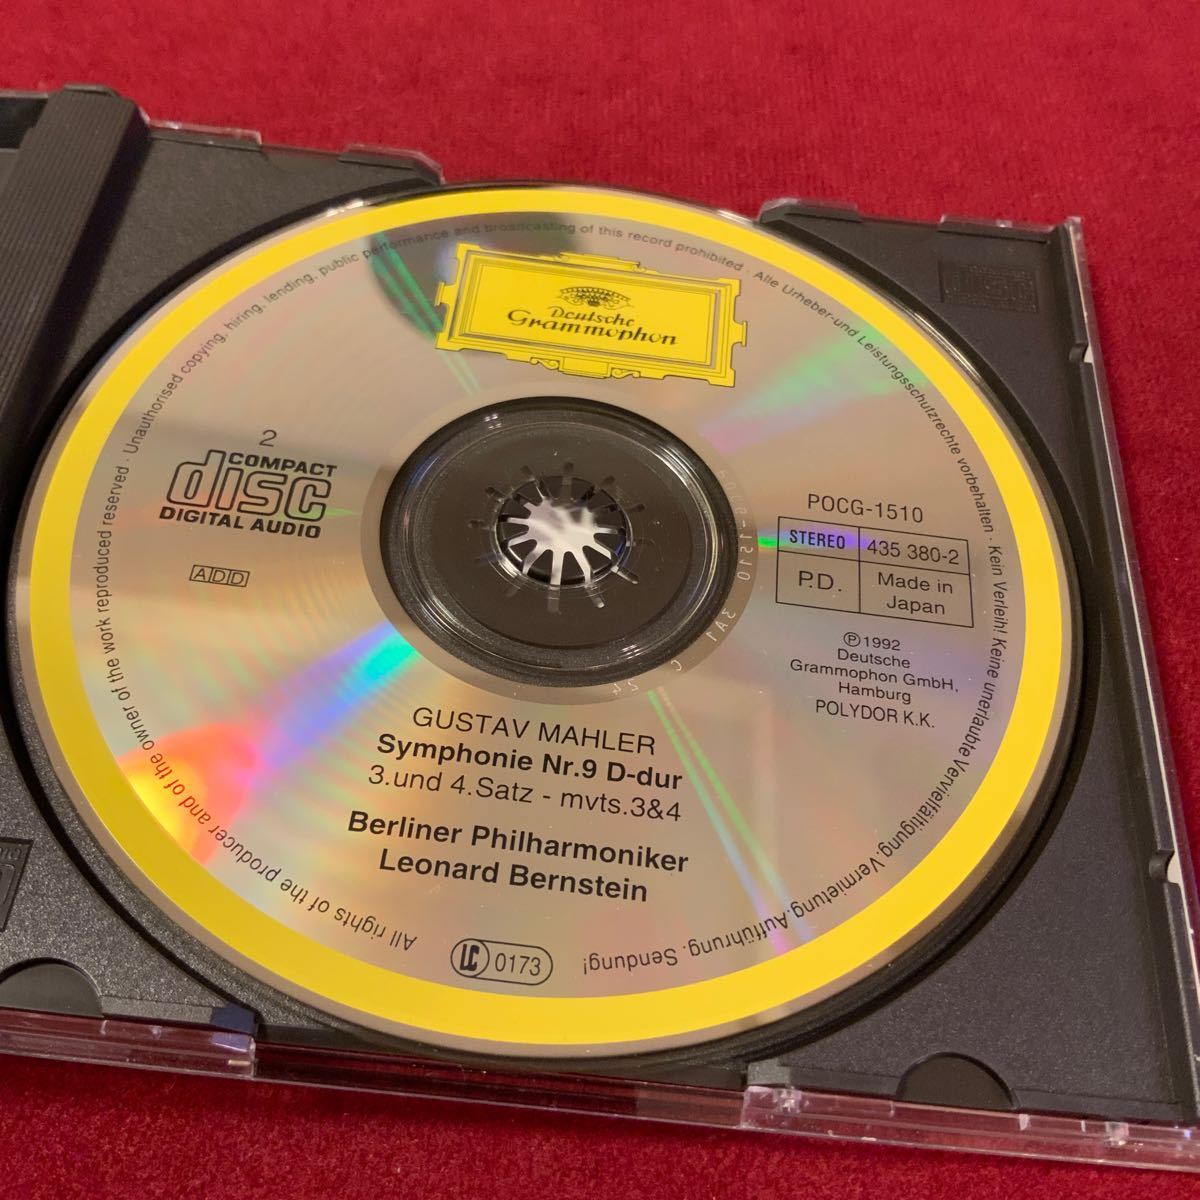 Deutsche
Grammophon
2
COMPACT
disc
DIGITAL AUDIO
ADD
POCG-1510
STEREO 435 380-2
P.D. Made in
Japan
℗ 1992
Deutsche
Grammophon GmbH,
Hamburg
POLYDOR K.K.
GUSTAV MAHLER
Symphonie Nr.9 D-dur
3.und 4.Satz - mvts.3&4
Berliner Philharmoniker
Leonard Bernstein
LC 0173
All rights of the producer and of the owner of the work reproduced reserved · Unauthorised copying, hiring, lending, public performance and broadcasting of this record prohibited · Alle Urheber-und Leistungsschutzrechte vorbehalten · Kein Verleih! Keine unerlaubte Vervielfältigung. Vermietung. Aufführung. Sendung!